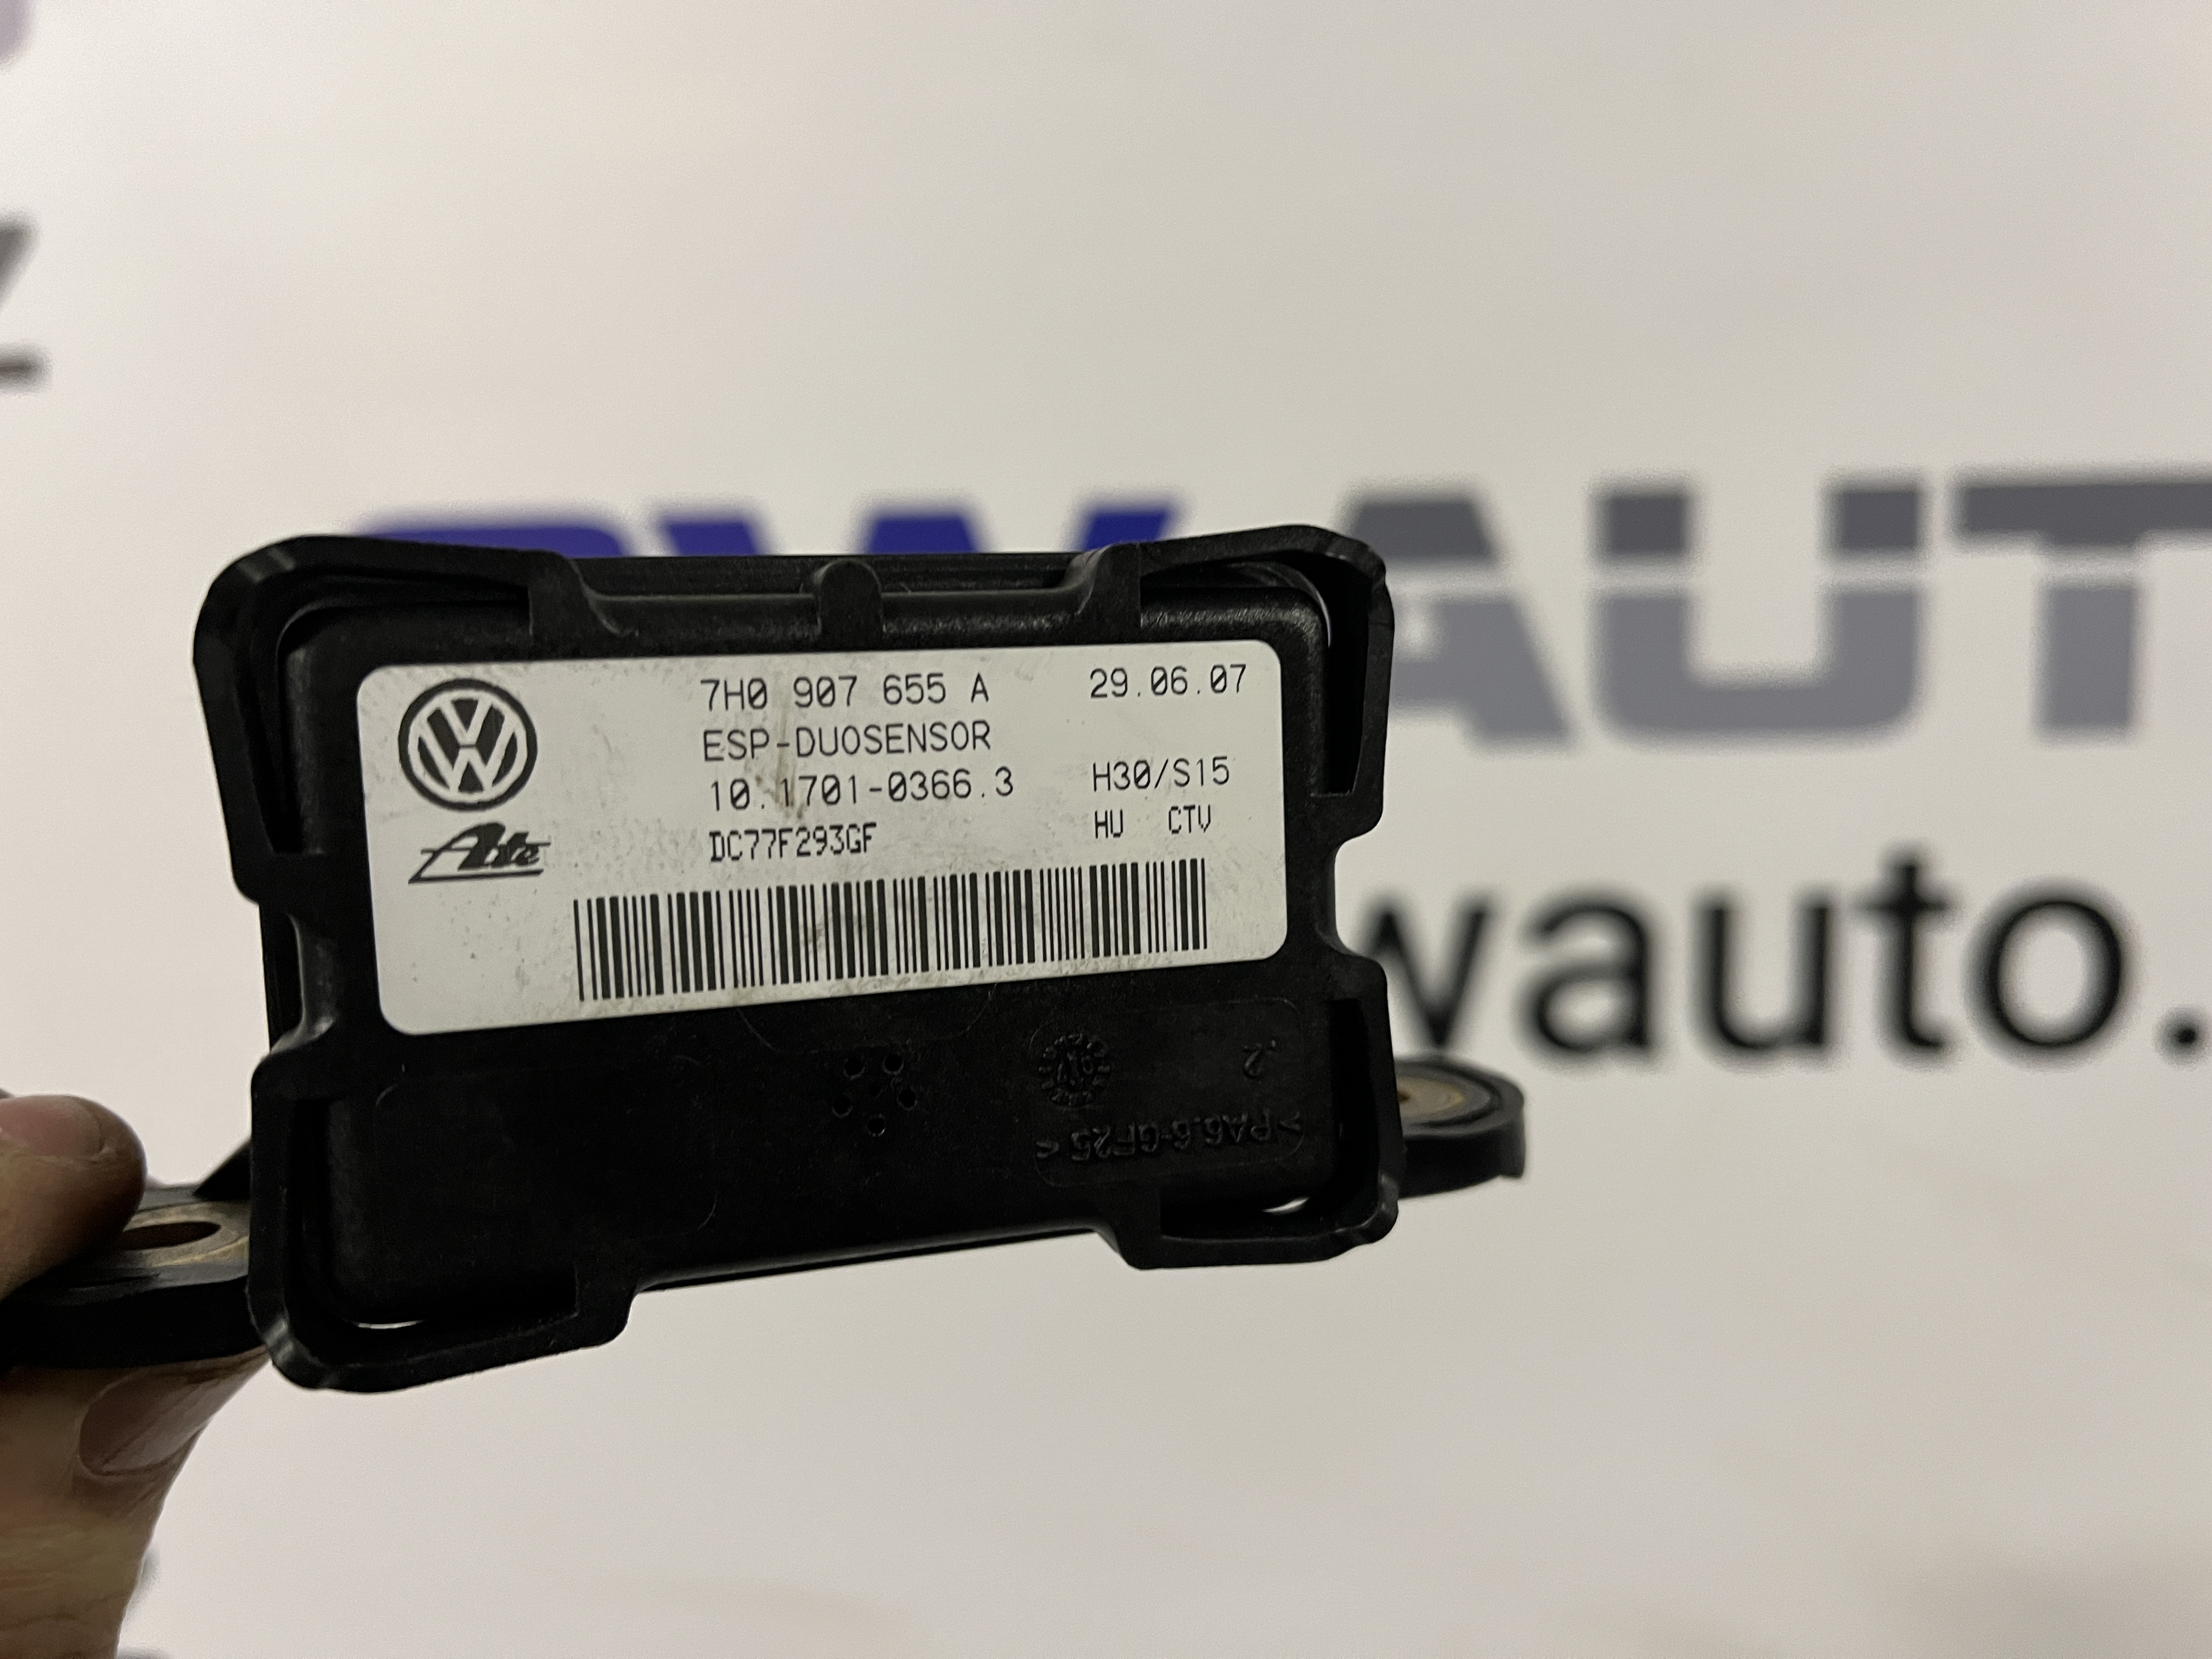 AUT
wauto.
7H0 907 655 A 29.06.07
ESP-DUOSENSOR
10.1701-0366.3 H30/S15
DC77F293GF HU CTV
Ate
>PA6.6-GF25<